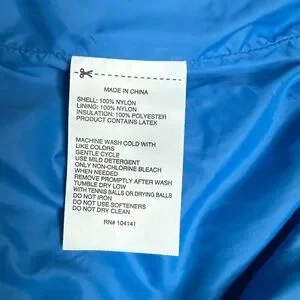 MADE IN CHINA
SHELL: 100% NYLON
LINING: 100% NYLON
INSULATION: 100% POLYESTER
PRODUCT CONTAINS LATEX
MACHINE WASH COLD WITH
LIKE COLORS
GENTLE CYCLE
USE MILD DETERGENT
ONLY NON-CHLORINE BLEACH
WHEN NEEDED
REMOVE PROMPTLY AFTER WASH
TUMBLE DRY LOW
WITH TENNIS BALLS OR DRYING BALLS
DO NOT IRON
DO NOT USE SOFTENERS
DO NOT DRY CLEAN
RN# 104141